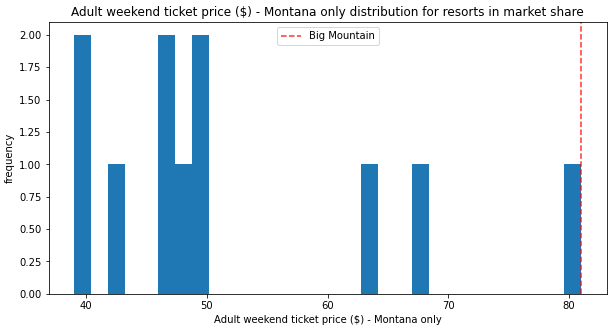 Adult weekend ticket price ($) - Montana only distribution for resorts in market share
Big Mountain
2.00
1.75
1.50
1.25
1.00
0.75
0.50
0.25
0.00
frequency
40 50 60 70 80
Adult weekend ticket price ($) - Montana only